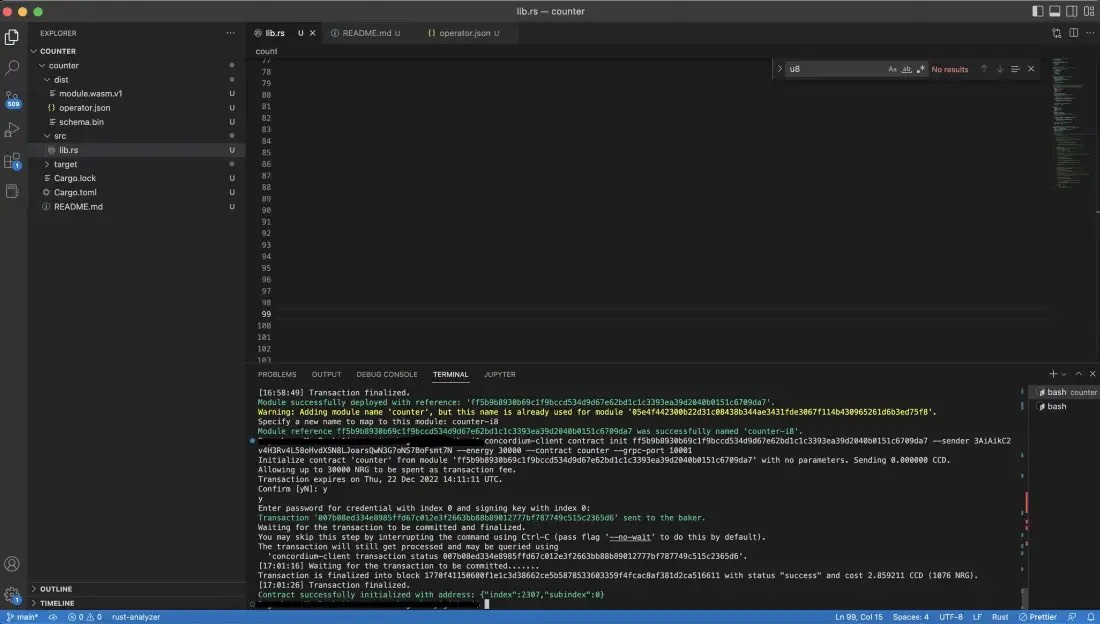 lib.rs — counter
EXPLORER
lib.rs U
README.md U
operator.json U
COUNTER
count
counter
dist
module.wasm.v1 U
operator.json U
schema.bin U
src
lib.rs U
target
Cargo.lock U
Cargo.toml U
README.md U
509
1
u8
Aa
ab
No results
77
78
79
80
81
82
83
84
85
86
87
88
89
90
91
92
93
94
95
96
97
98
99
100
101
102
103
PROBLEMS OUTPUT DEBUG CONSOLE TERMINAL JUPYTER
bash counter
bash
[16:58:49] Transaction finalized.
Module successfully deployed with reference: 'ff5b9b8930b69c1f9bccd534d9d67e62bd1c1c3393ea39d2040b0151c6709da7'.
Warning: Adding module name 'counter', but this name is already used for module '05e4f442300b22d31c08438b344ae3431fde3067f114b430965261d6b3ed75f8'.
Specify a new name to map to this module: counter-i8
Module reference ff5b9b8930b69c1f9bccd534d9d67e62bd1c1c3393ea39d2040b0151c6709da7 was successfully named 'counter-i8'.
concordium-client contract init ff5b9b8930b69c1f9bccd534d9d67e62bd1c1c3393ea39d2040b0151c6709da7 --sender 3AiAikC2
v4H3Rv4L58oHvdX5N8LJoarsQwN3G7oNS7BoFsmt7N --energy 30000 --contract counter --grpc-port 10001
Initialize contract 'counter' from module 'ff5b9b8930b69c1f9bccd534d9d67e62bd1c1c3393ea39d2040b0151c6709da7' with no parameters. Sending 0.000000 CCD.
Allowing up to 30000 NRG to be spent as transaction fee.
Transaction expires on Thu, 22 Dec 2022 14:11:11 UTC.
Confirm [yN]: y
y
Enter password for credential with index 0 and signing key with index 0:
Transaction '007b08ed334e8985ffd67c012e3f2663bb88b89012777bf787749c515c2365d6' sent to the baker.
Waiting for the transaction to be committed and finalized.
You may skip this step by interrupting the command using Ctrl-C (pass flag '--no-wait' to do this by default).
The transaction will still get processed and may be queried using
'concordium-client transaction status 007b08ed334e8985ffd67c012e3f2663bb88b89012777bf787749c515c2365d6'.
[17:01:16] Waiting for the transaction to be committed.......
Transaction is finalized into block 1770f41150600f1e1c3d38662ce5b5878533603359f4fcac8af381d2ca516611 with status "success" and cost 2.859211 CCD (1076 NRG).
[17:01:26] Transaction finalized.
Contract successfully initialized with address: {"index":2307,"subindex":0}
OUTLINE
TIMELINE
1
main* 0 0 rust-analyzer
Ln 99, Col 15 Spaces: 4 UTF-8 LF Rust Prettier